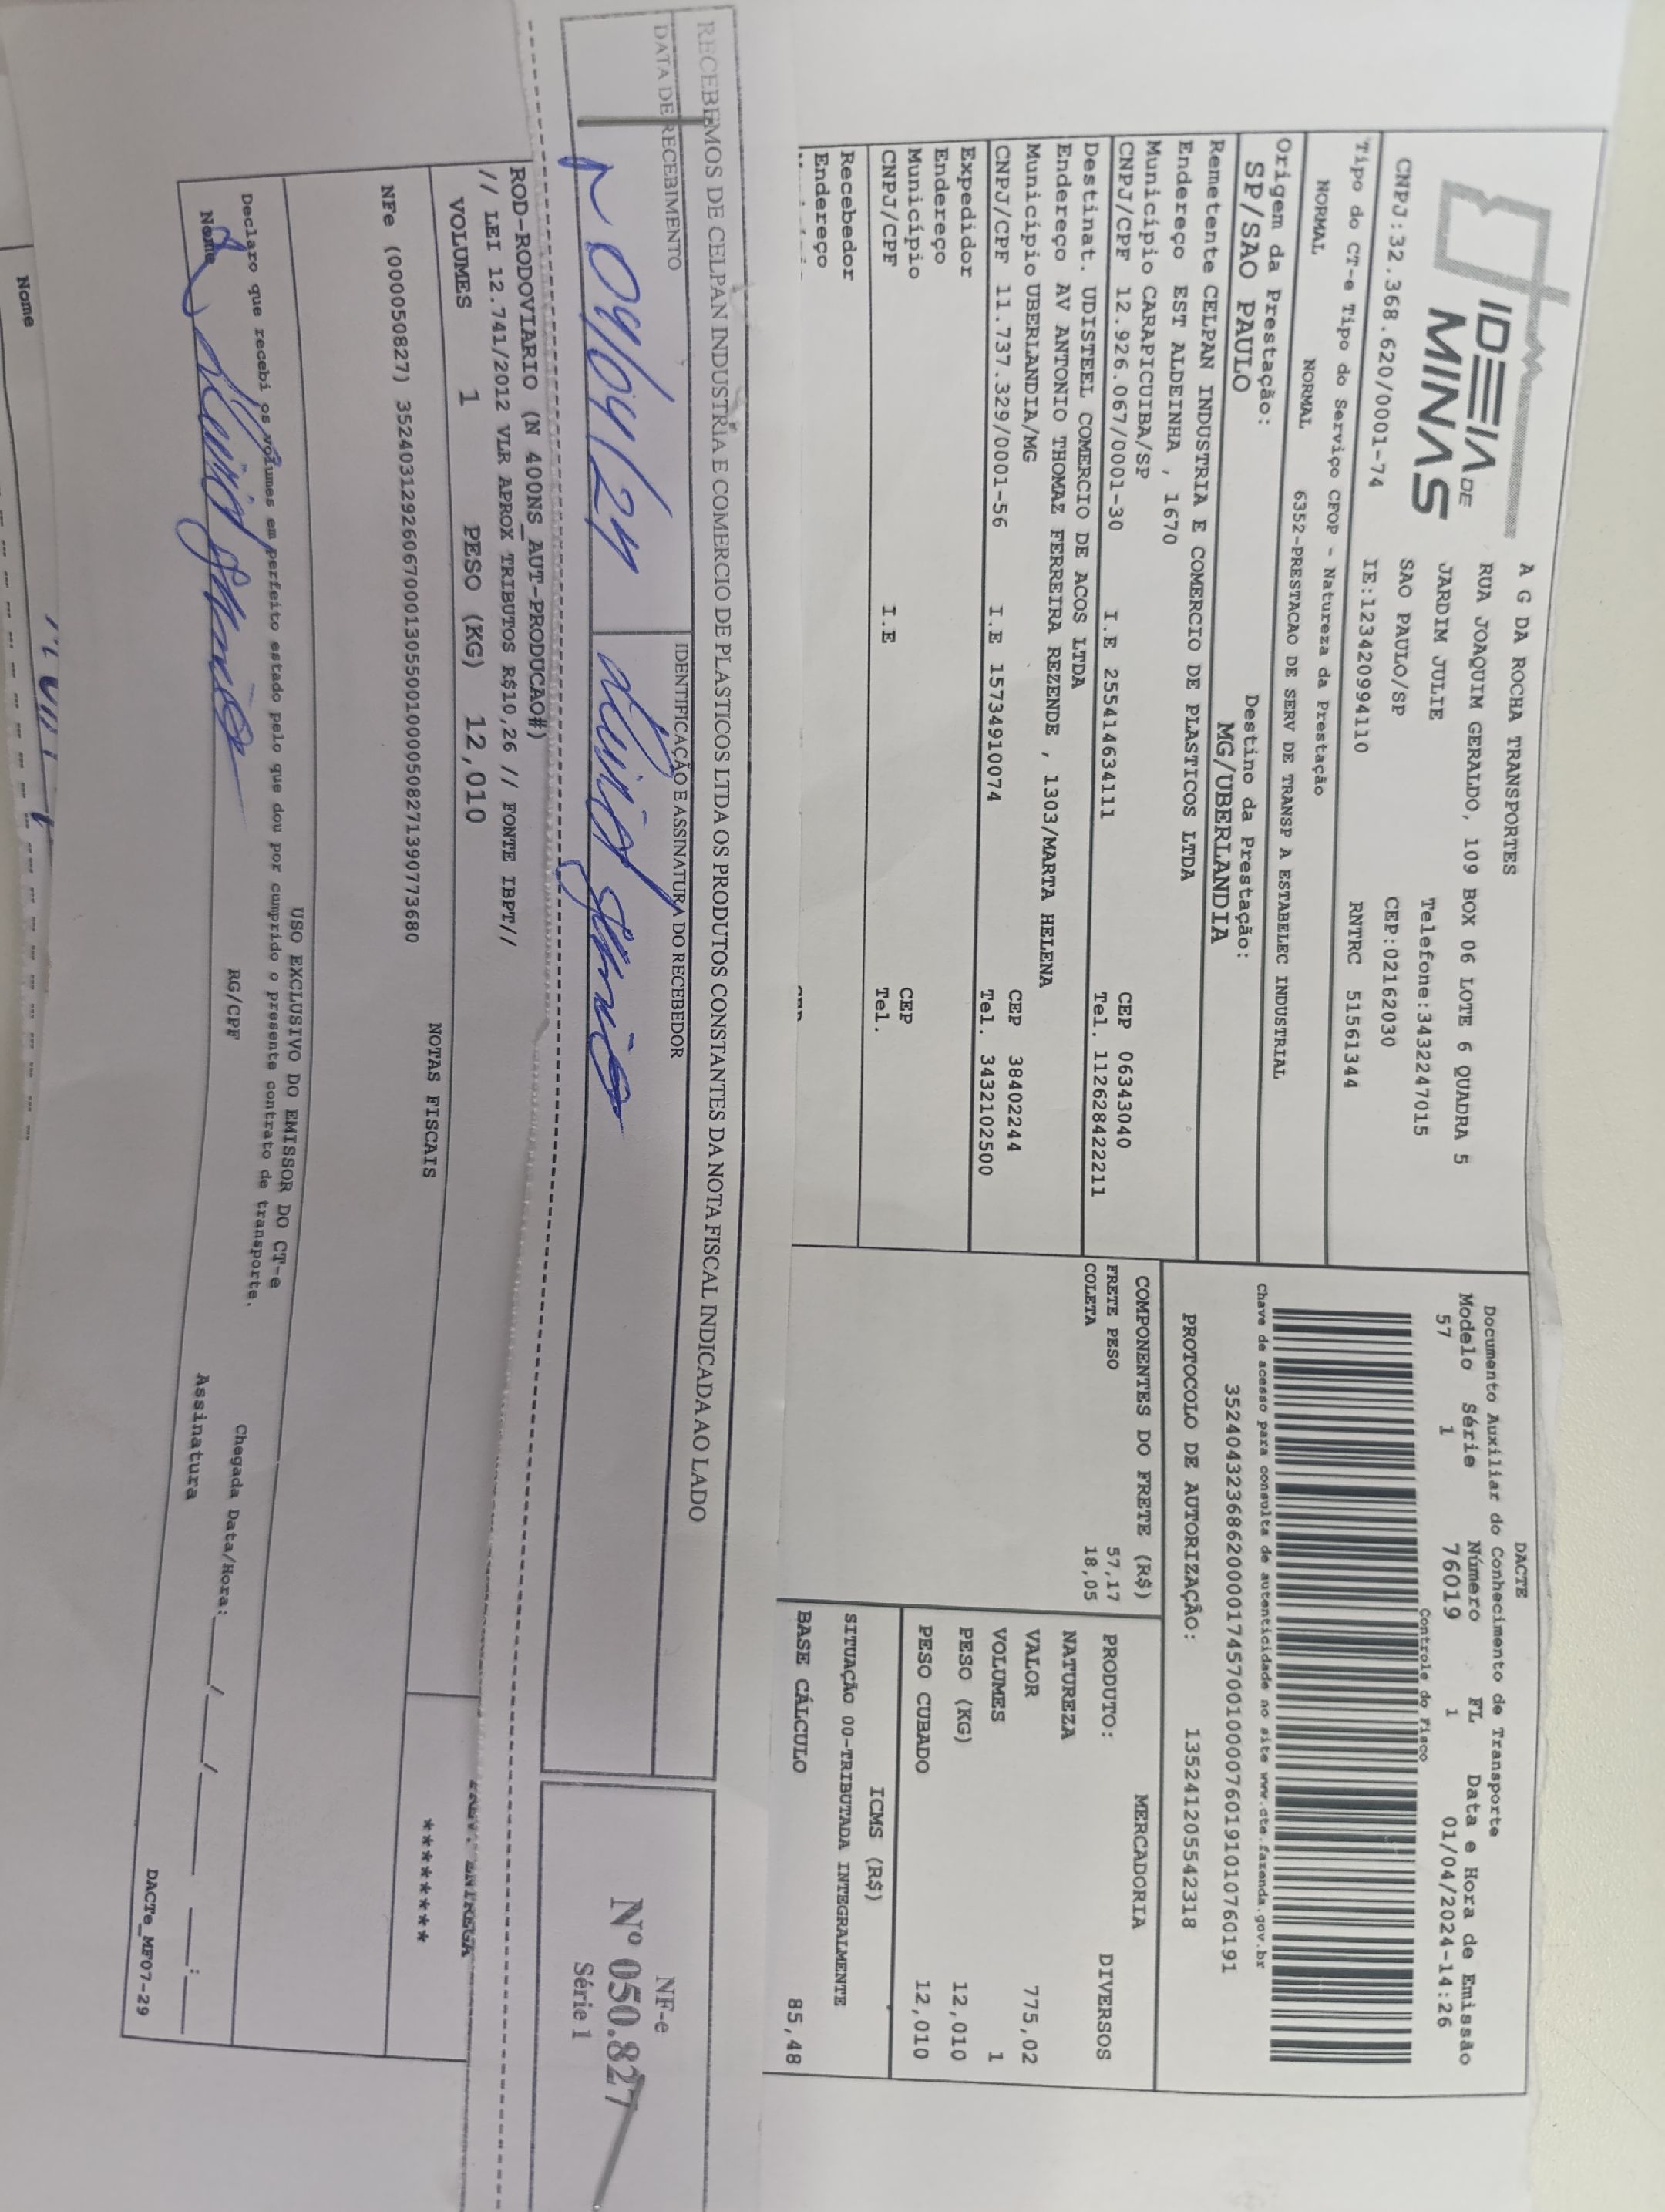 IDEIA DE
MINAS
A G DA ROCHA TRANSPORTES
RUA JOAQUIM GERALDO, 109 BOX 06 LOTE 6 QUADRA 5
JARDIM JULIE Telefone:3432247015
SAO PAULO/SP CEP:02162030
CNPJ:32.368.620/0001-74 IE:123420994110 RNTRC 51561344
Tipo do CT-e Tipo do Serviço CFOP - Natureza da Prestação
NORMAL NORMAL 6352-PRESTACAO DE SERV DE TRANSP A ESTABELEC INDUSTRIAL
Origem da Prestação: Destino da Prestação:
SP/SAO PAULO MG/UBERLANDIA
Remetente CELPAN INDUSTRIA E COMERCIO DE PLASTICOS LTDA
Endereço EST ALDEINHA , 1670
Município CARAPICUIBA/SP CEP 06343040
CNPJ/CPF 12.926.067/0001-30 I.E 255414634111 Tel. 112628422211
Destinat. UDISTEEL COMERCIO DE ACOS LTDA
Endereço AV ANTONIO THOMAZ FERREIRA REZENDE , 1303/MARTA HELENA
Município UBERLANDIA/MG CEP 38402244
CNPJ/CPF 11.737.329/0001-56 I.E 15734910074 Tel. 3432102500
Expedidor
Endereço
Município CEP
CNPJ/CPF I.E Tel.
Recebedor
Endereço
DACTE
Documento Auxiliar do Conhecimento de Transporte
Modelo Série Número FL Data e Hora de Emissão
57 1 76019 1 01/04/2024-14:26
Controle do Fisco
Chave de acesso para consulta de autenticidade no site www.cte.fazenda.gov.br
35240432368620000174570010000760191010760191
PROTOCOLO DE AUTORIZAÇÃO: 135241205542318
COMPONENTES DO FRETE (R$)
FRETE PESO 57,17
COLETA 18,05
MERCADORIA
PRODUTO: DIVERSOS
NATUREZA
VALOR 775,02
VOLUMES 1
PESO (KG) 12,010
PESO CUBADO 12,010
ICMS (R$)
SITUAÇÃO 00-TRIBUTADA INTEGRALMENTE
BASE CÁLCULO 85,48
RECEBEMOS DE CELPAN INDUSTRIA E COMERCIO DE PLASTICOS LTDA OS PRODUTOS CONSTANTES DA NOTA FISCAL INDICADA AO LADO
DATA DE RECEBIMENTO IDENTIFICAÇÃO E ASSINATURA DO RECEBEDOR
09/04/24
NF-e
Nº 050.827
Série 1
ROD-RODOVIARIO (N 400NS_AUT-PRODUCAO#)
// LEI 12.741/2012 VLR APROX TRIBUTOS R$10,26 // FONTE IBPT//
VOLUMES 1 PESO (KG) 12,010
ENTREGA
NOTAS FISCAIS
********
NFe (000050827) 35240312926067000130550010000508271390773680
USO EXCLUSIVO DO EMISSOR DO CT-e
Declaro que recebi os volumes em perfeito estado pelo que dou por cumprido o presente contrato de transporte.
Nome RG/CPF Assinatura Chegada Data/Hora:____/____/____ ____:____
DACTe_MF07-29
Nome